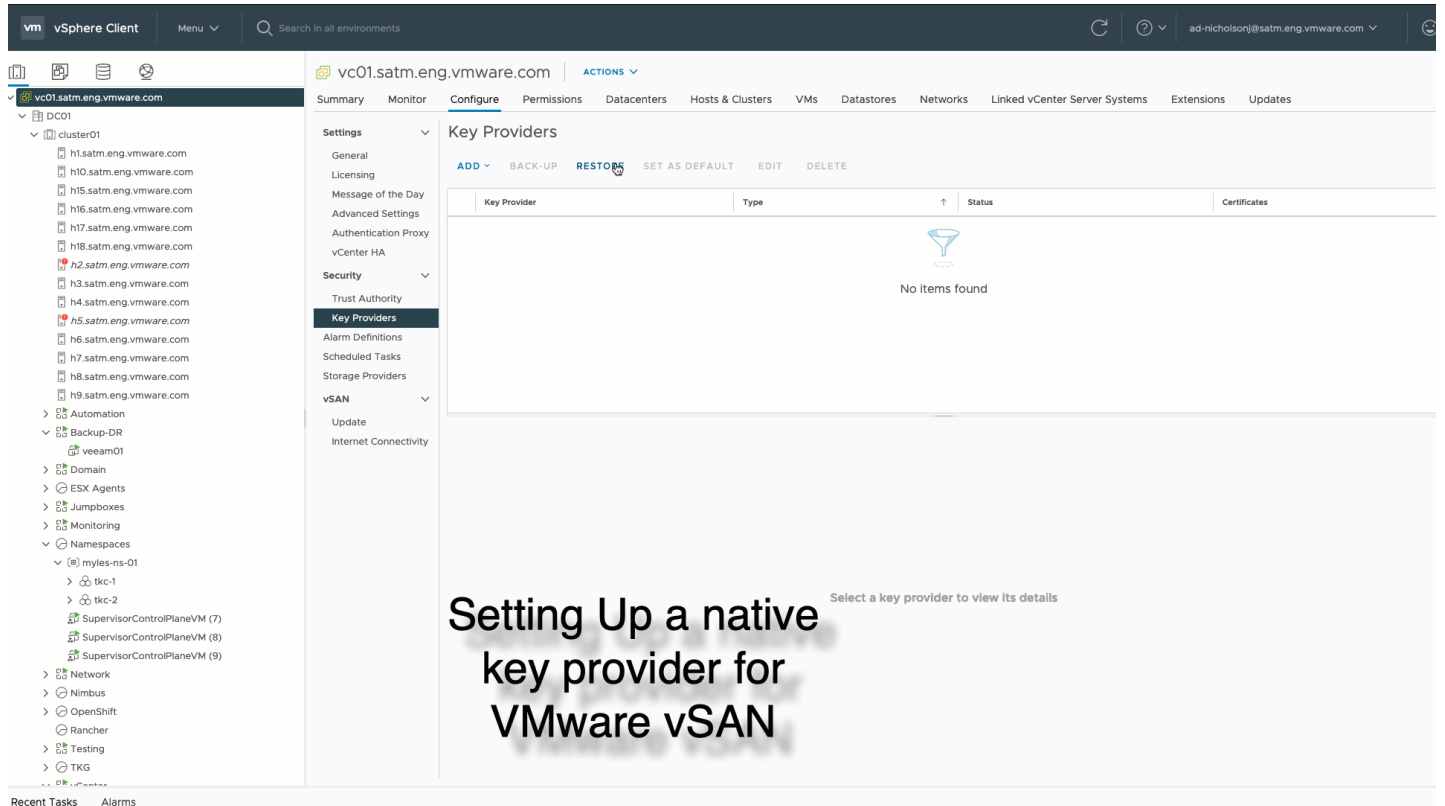 vm vSphere Client Menu Search in all environments ad-nicholsonj@satm.eng.vmware.com
vc01.satm.eng.vmware.com
DC01
cluster01
h1.satm.eng.vmware.com
h10.satm.eng.vmware.com
h15.satm.eng.vmware.com
h16.satm.eng.vmware.com
h17.satm.eng.vmware.com
h18.satm.eng.vmware.com
h2.satm.eng.vmware.com
h3.satm.eng.vmware.com
h4.satm.eng.vmware.com
h5.satm.eng.vmware.com
h6.satm.eng.vmware.com
h7.satm.eng.vmware.com
h8.satm.eng.vmware.com
h9.satm.eng.vmware.com
Automation
Backup-DR
veeam01
Domain
ESX Agents
Jumpboxes
Monitoring
Namespaces
myles-ns-01
tkc-1
tkc-2
SupervisorControlPlaneVM (7)
SupervisorControlPlaneVM (8)
SupervisorControlPlaneVM (9)
Network
Nimbus
OpenShift
Rancher
Testing
TKG
vCenter
vc01.satm.eng.vmware.com ACTIONS
Summary Monitor Configure Permissions Datacenters Hosts & Clusters VMs Datastores Networks Linked vCenter Server Systems Extensions Updates
Settings
General
Licensing
Message of the Day
Advanced Settings
Authentication Proxy
vCenter HA
Security
Trust Authority
Key Providers
Alarm Definitions
Scheduled Tasks
Storage Providers
vSAN
Update
Internet Connectivity
Key Providers
ADD BACK-UP RESTORE SET AS DEFAULT EDIT DELETE
Key Provider Type Status Certificates
No items found
Select a key provider to view its details
Setting Up a native
key provider for
VMware vSAN
Recent Tasks Alarms